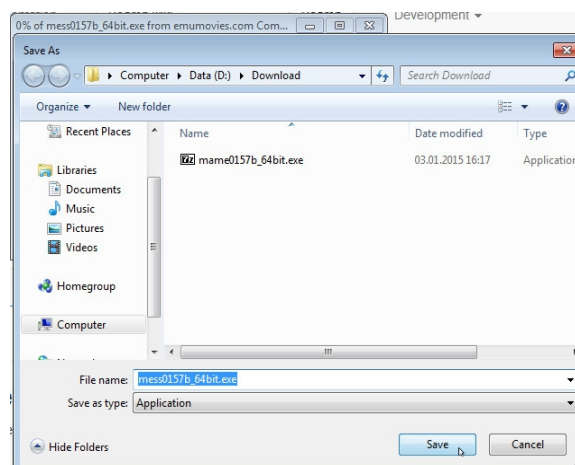 Development
0% of mess0157b_64bit.exe from emumovies.com Com...
Save As
Computer Data (D:) Download
Search Download
Organize New folder
Recent Places
Name Date modified Type
mame0157b_64bit.exe 03.01.2015 16:17 Application
Libraries
Documents
Music
Pictures
Videos
Homegroup
Computer
File name: mess0157b_64bit.exe
Save as type: Application
Hide Folders Save Cancel